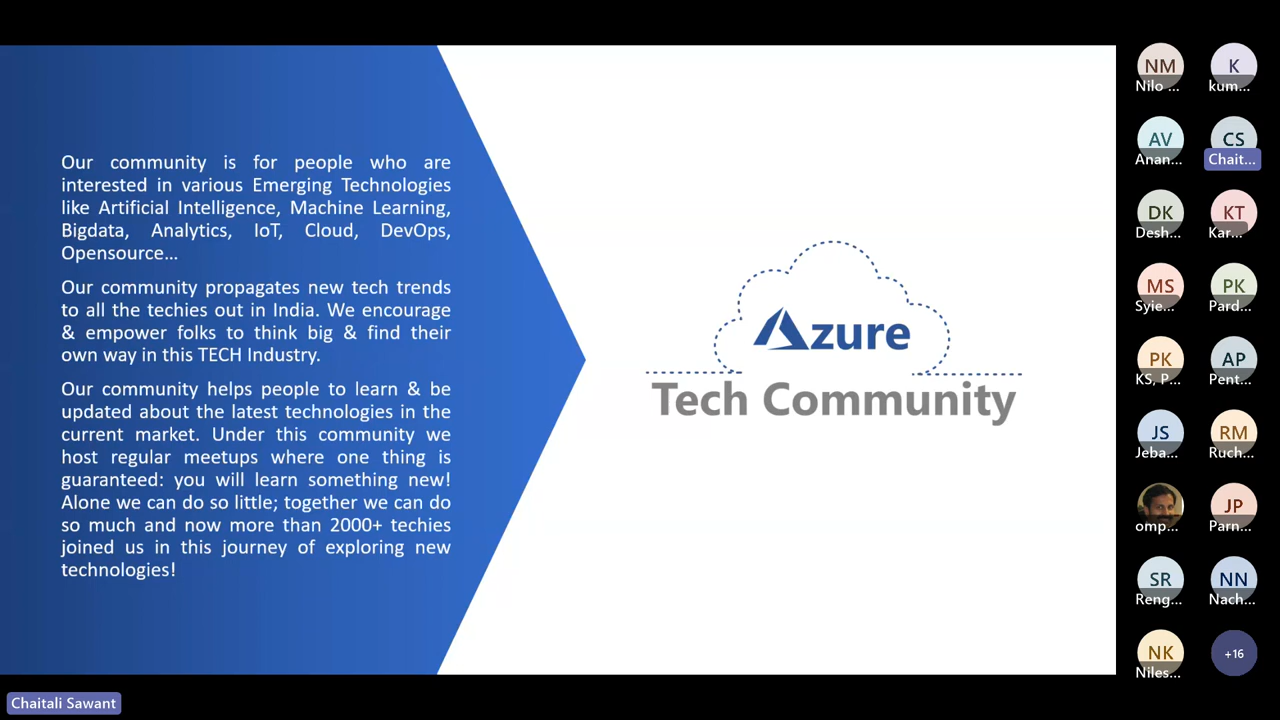 Our community is for people who are
interested in various Emerging Technologies
like Artificial Intelligence, Machine Learning,
Bigdata, Analytics, IoT, Cloud, DevOps,
Opensource...
Our community propagates new tech trends
to all the techies out in India. We encourage
& empower folks to think big & find their
own way in this TECH Industry.
Our community helps people to learn & be
updated about the latest technologies in the
current market. Under this community we
host regular meetups where one thing is
guaranteed: you will learn something new!
Alone we can do so little; together we can do
so much and now more than 2000+ techies
joined us in this journey of exploring new
technologies!
Azure
Tech Community
NM K
Nilo ... kum...
AV CS
Anan... Chait...
DK KT
Desh... Kar...
MS PK
Syie... Pard...
PK AP
KS, P... Pent...
JS RM
Jeba... Ruch...
JP
omp... Parn...
SR NN
Reng... Nach...
NK +16
Niles...
Chaitali Sawant